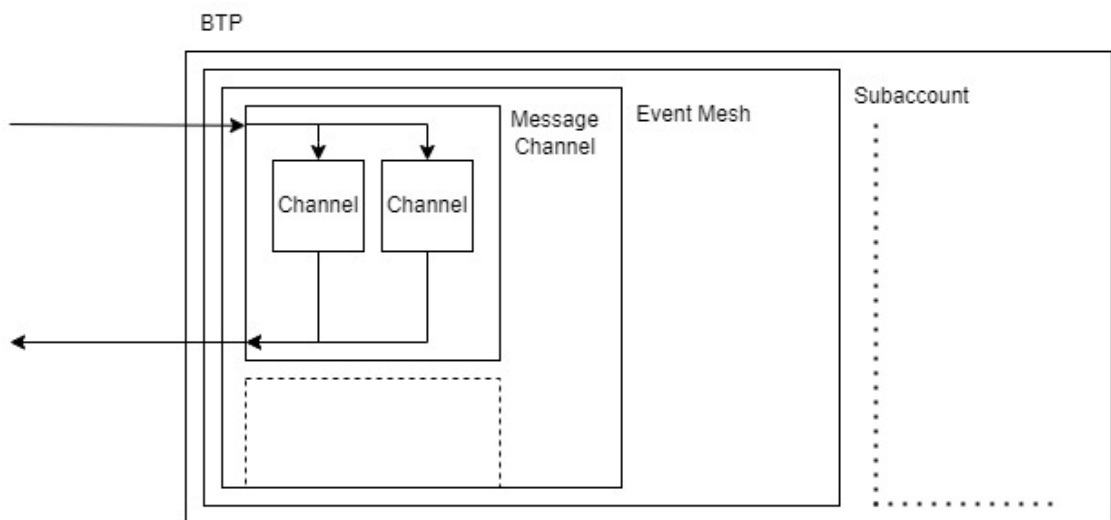 BTP
Subaccount
Event Mesh
Message
Channel
Channel
Channel